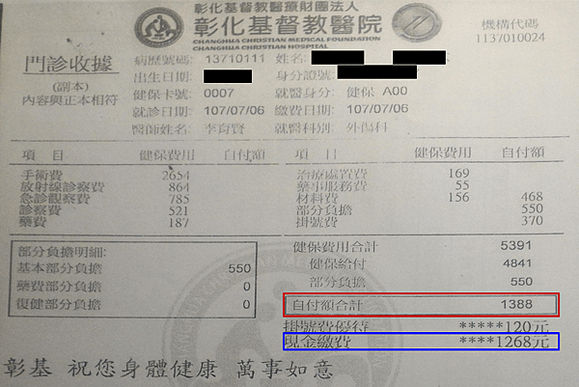 彰化基督教醫療財團法人
彰化基督教醫院
CHANGHUA CHRISTIAN MEDICAL FOUNDATION
CHANGHUA CHRISTIAN HOSPITAL
機構代碼
1137010024
門診收據
(副本)
內容與正本相符
病歷號碼: 13710111 姓名:
出生日期: 身分證號:
健保卡號: 0007 就醫身分: 健保 A00
就診日期: 107/07/06 繳費日期: 107/07/06
醫師姓名: 李育賢 就醫科別: 外傷科
項 目 健保費用 自付額 項 目 健保費用 自付額
手術費 2654 治療處置費 169
放射線診察費 864 藥事服務費 55
急診觀察費 785 材料費 156 468
診察費 521 部分負擔 550
藥費 187 掛號費 370
部分負擔明細:
基本部分負擔 550
藥費部分負擔 0
復健部分負擔 0
健保費用合計 5391
健保給付 4841
部分負擔 550
自付額合計 1388
掛號費優待 *****120元
現金繳費 ****1268元
彰基 祝您身體健康 萬事如意